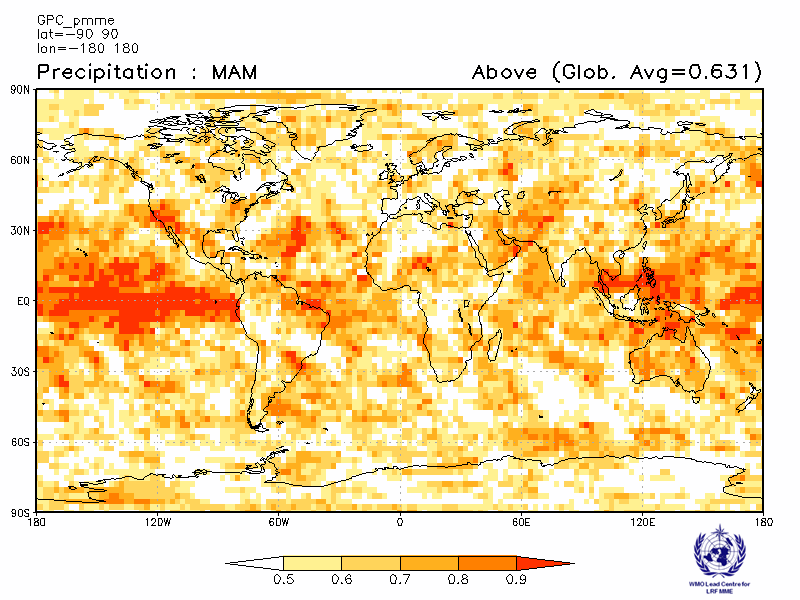 GPC_pmme
lat=-90 90
lon=-180 180
Precipitation : MAM
Above (Glob. Avg=0.631)
90N
60N
30N
EQ
30S
60S
90S
180 120W 60W 0 60E 120E 180
0.5 0.6 0.7 0.8 0.9
WMO Lead Centre for
LRF MME